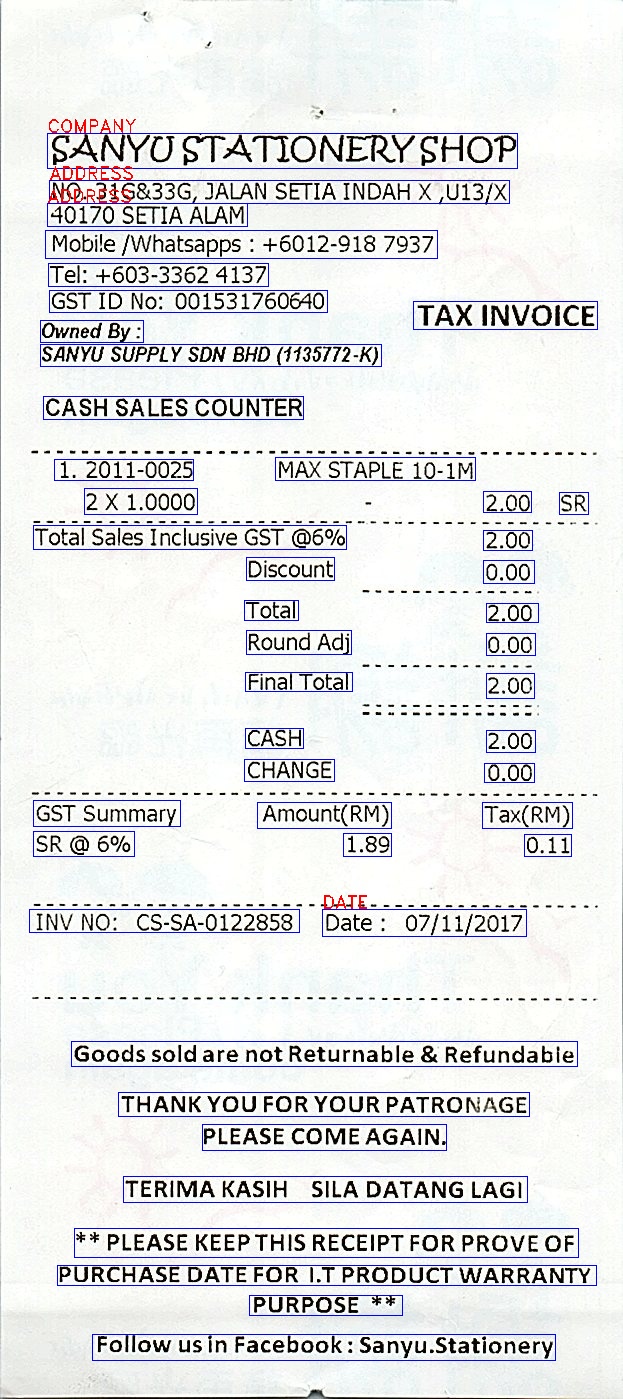 COMPANY
SANYU STATIONERY SHOP
ADDRESS
NO. 31G&33G, JALAN SETIA INDAH X ,U13/X
ADDRESS
40170 SETIA ALAM
Mobile /Whatsapps : +6012-918 7937
Tel: +603-3362 4137
GST ID No: 001531760640
TAX INVOICE
Owned By :
SANYU SUPPLY SDN BHD (1135772-K)
CASH SALES COUNTER
1. 2011-0025 MAX STAPLE 10-1M
2 X 1.0000 - 2.00 SR
Total Sales Inclusive GST @6% 2.00
Discount 0.00
Total 2.00
Round Adj 0.00
Final Total 2.00
CASH 2.00
CHANGE 0.00
GST Summary Amount(RM) Tax(RM)
SR @ 6% 1.89 0.11
DATE
INV NO: CS-SA-0122858 Date : 07/11/2017
Goods sold are not Returnable & Refundable
THANK YOU FOR YOUR PATRONAGE
PLEASE COME AGAIN.
TERIMA KASIH SILA DATANG LAGI
** PLEASE KEEP THIS RECEIPT FOR PROVE OF
PURCHASE DATE FOR I.T PRODUCT WARRANTY
PURPOSE **
Follow us in Facebook : Sanyu.Stationery